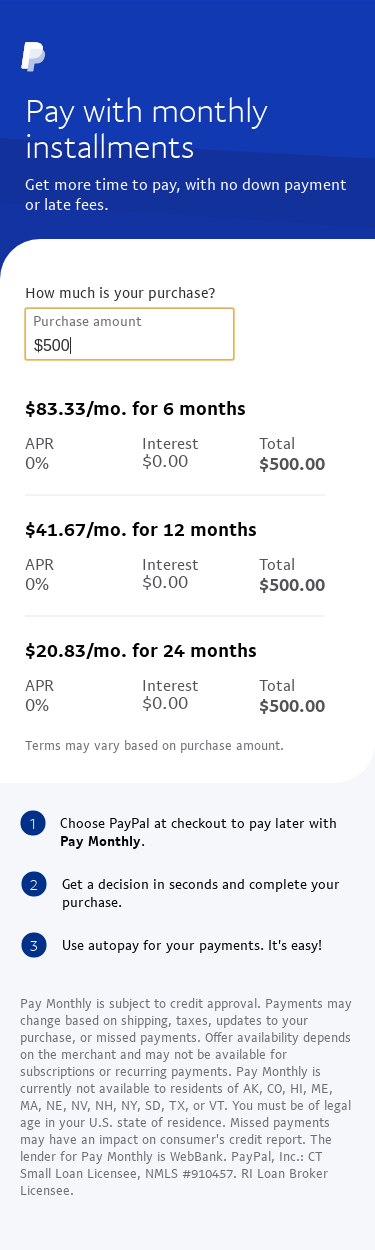 Pay with monthly
installments
Get more time to pay, with no down payment
or late fees.
How much is your purchase?
Purchase amount
$500
$83.33/mo. for 6 months
APR Interest Total
0% $0.00 $500.00
$41.67/mo. for 12 months
APR Interest Total
0% $0.00 $500.00
$20.83/mo. for 24 months
APR Interest Total
0% $0.00 $500.00
Terms may vary based on purchase amount.
1 Choose PayPal at checkout to pay later with
Pay Monthly.
2 Get a decision in seconds and complete your
purchase.
3 Use autopay for your payments. It's easy!
Pay Monthly is subject to credit approval. Payments may
change based on shipping, taxes, updates to your
purchase, or missed payments. Offer availability depends
on the merchant and may not be available for
subscriptions or recurring payments. Pay Monthly is
currently not available to residents of AK, CO, HI, ME,
MA, NE, NV, NH, NY, SD, TX, or VT. You must be of legal
age in your U.S. state of residence. Missed payments
may have an impact on consumer's credit report. The
lender for Pay Monthly is WebBank. PayPal, Inc.: CT
Small Loan Licensee, NMLS #910457. RI Loan Broker
Licensee.